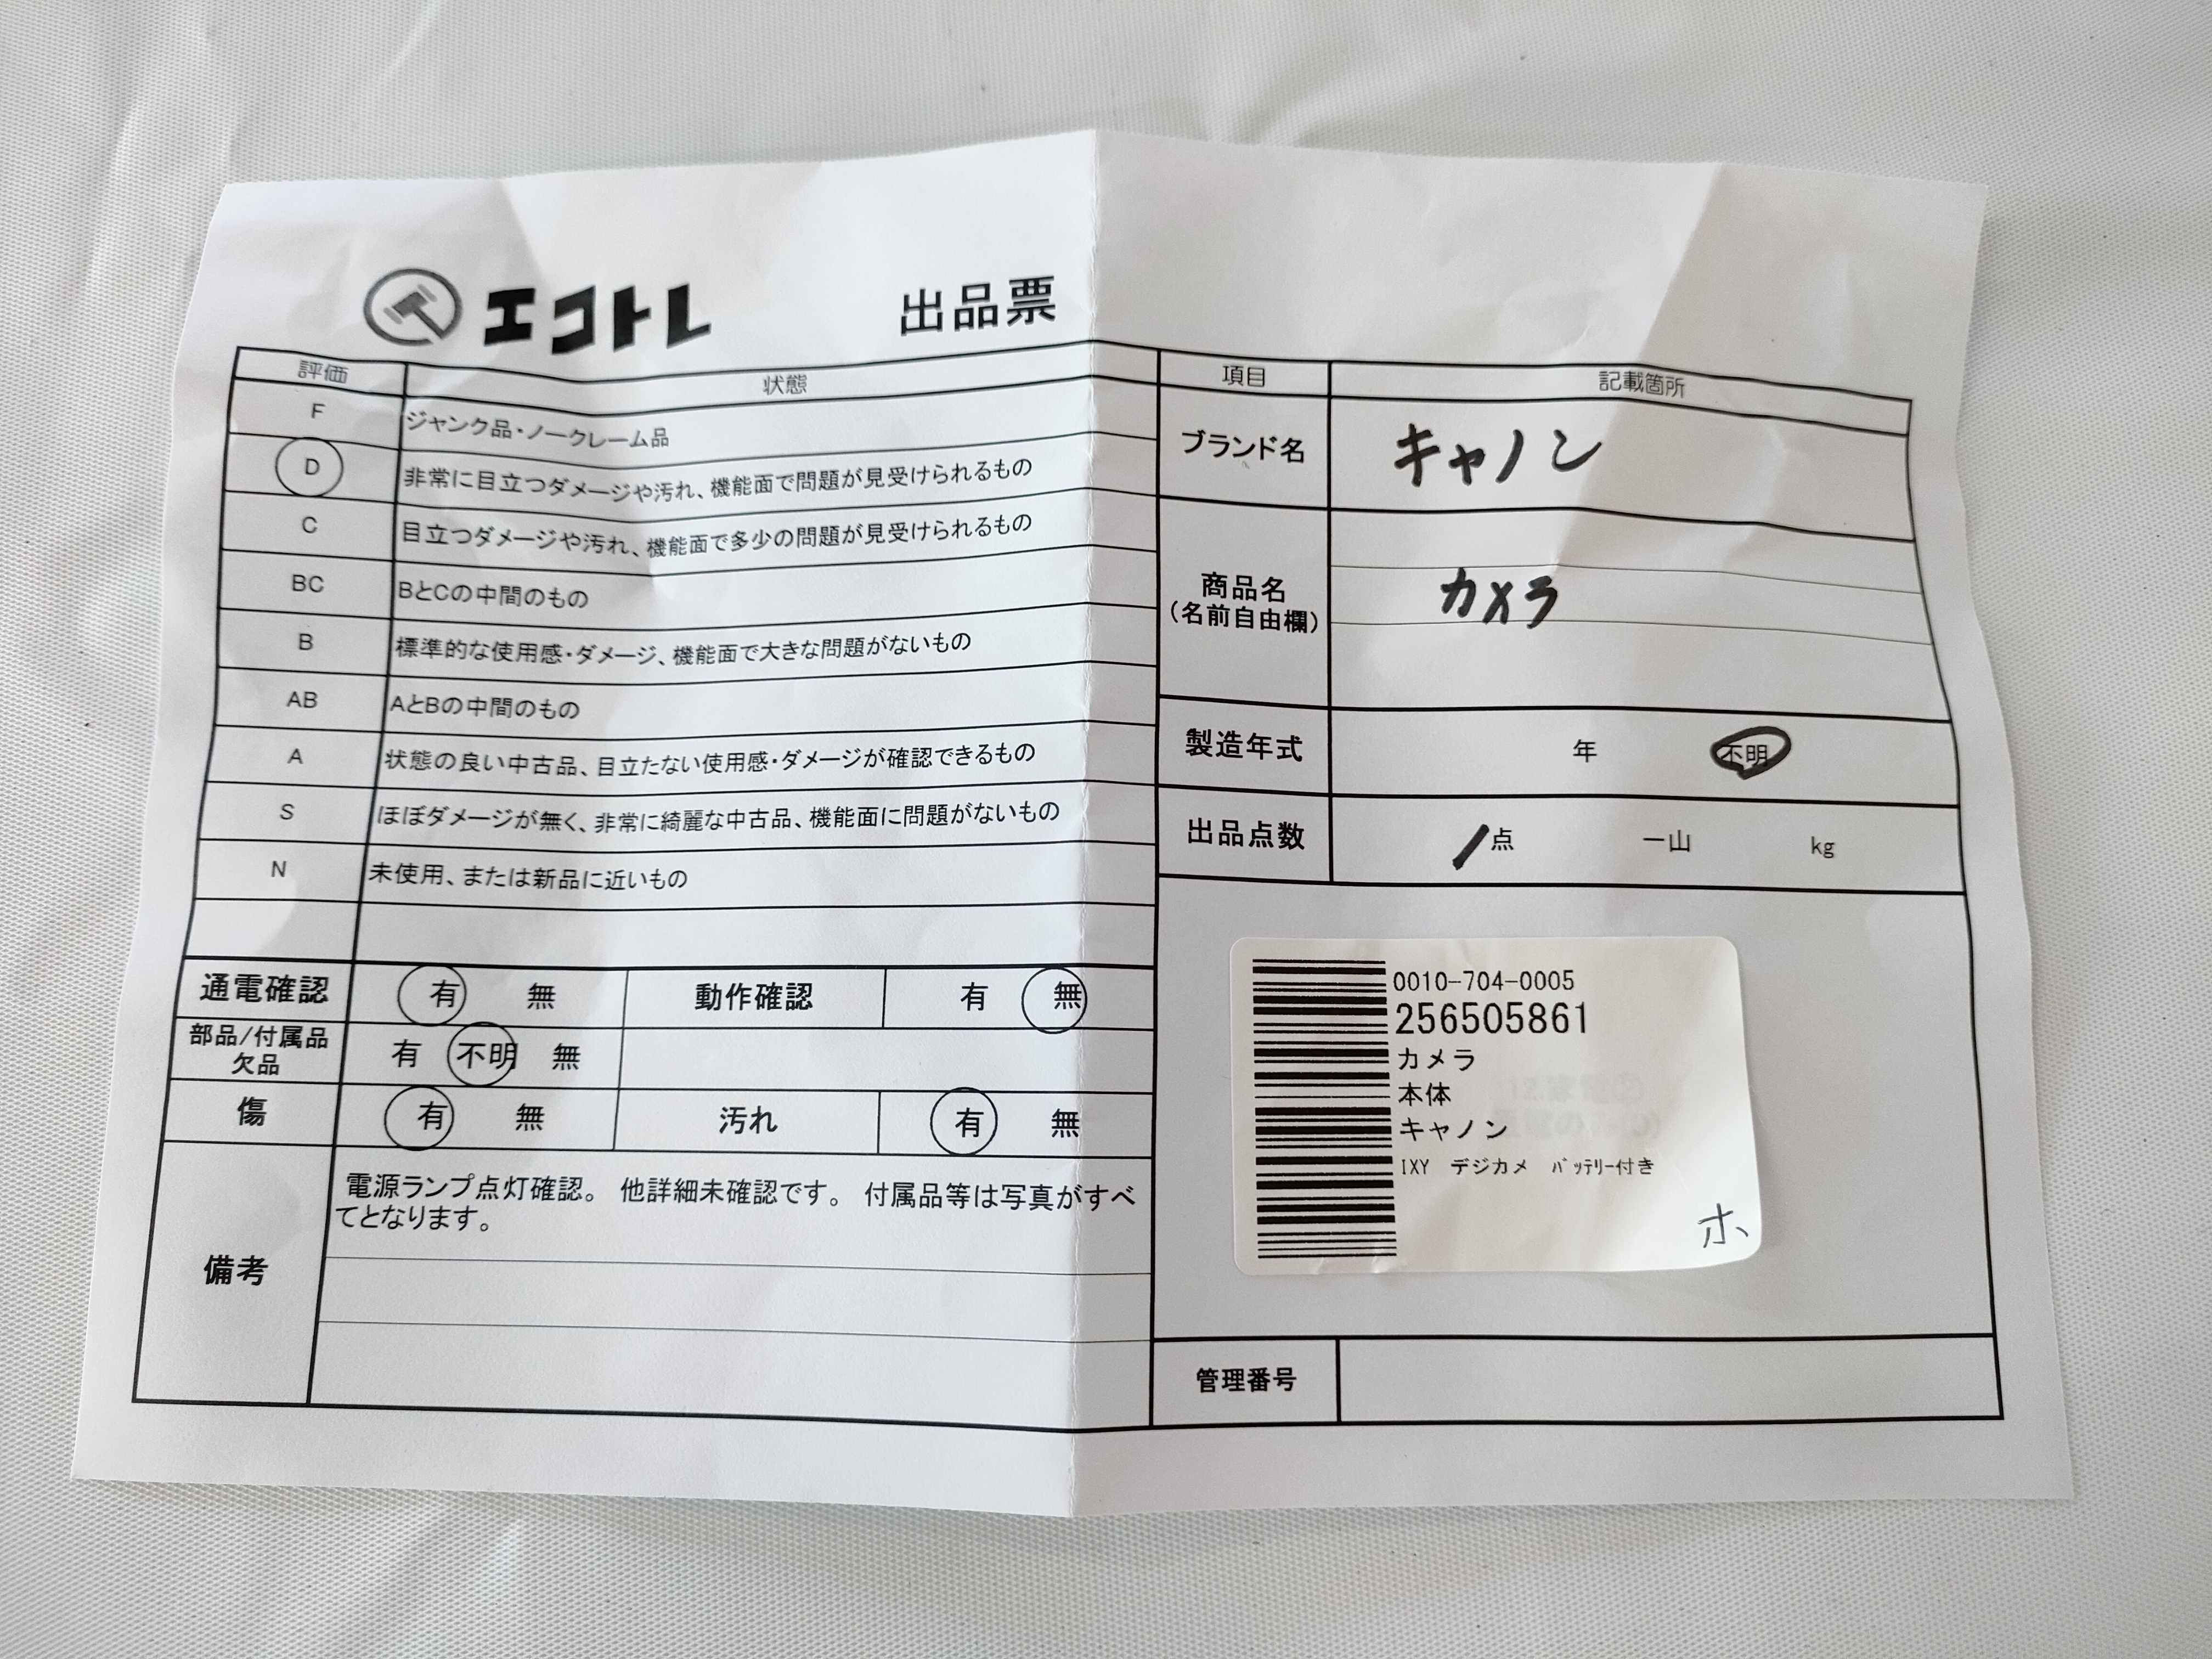 エコトレ 出品票
評価 状態
F ジャンク品・ノークレーム品
D 非常に目立つダメージや汚れ、機能面で問題が見受けられるもの
C 目立つダメージや汚れ、機能面で多少の問題が見受けられるもの
BC BとCの中間のもの
B 標準的な使用感・ダメージ、機能面で大きな問題がないもの
AB AとBの中間のもの
A 状態の良い中古品、目立たない使用感・ダメージが確認できるもの
S ほぼダメージが無く、非常に綺麗な中古品、機能面に問題がないもの
N 未使用、または新品に近いもの
通電確認 有 無 動作確認 有 無
部品/付属品
欠品 有 不明 無
傷 有 無 汚れ 有 無
備考
電源ランプ点灯確認。 他詳細未確認です。 付属品等は写真がすべ
てとなります。
項目 記載箇所
ブランド名 キャノン
商品名
(名前自由欄)
カメラ
製造年式 年 不明
出品点数 1点 一山 kg
0010-704-0005
256505861
カメラ
本体
キャノン
IXY デジカメ バッテリー付き
ホ
管理番号